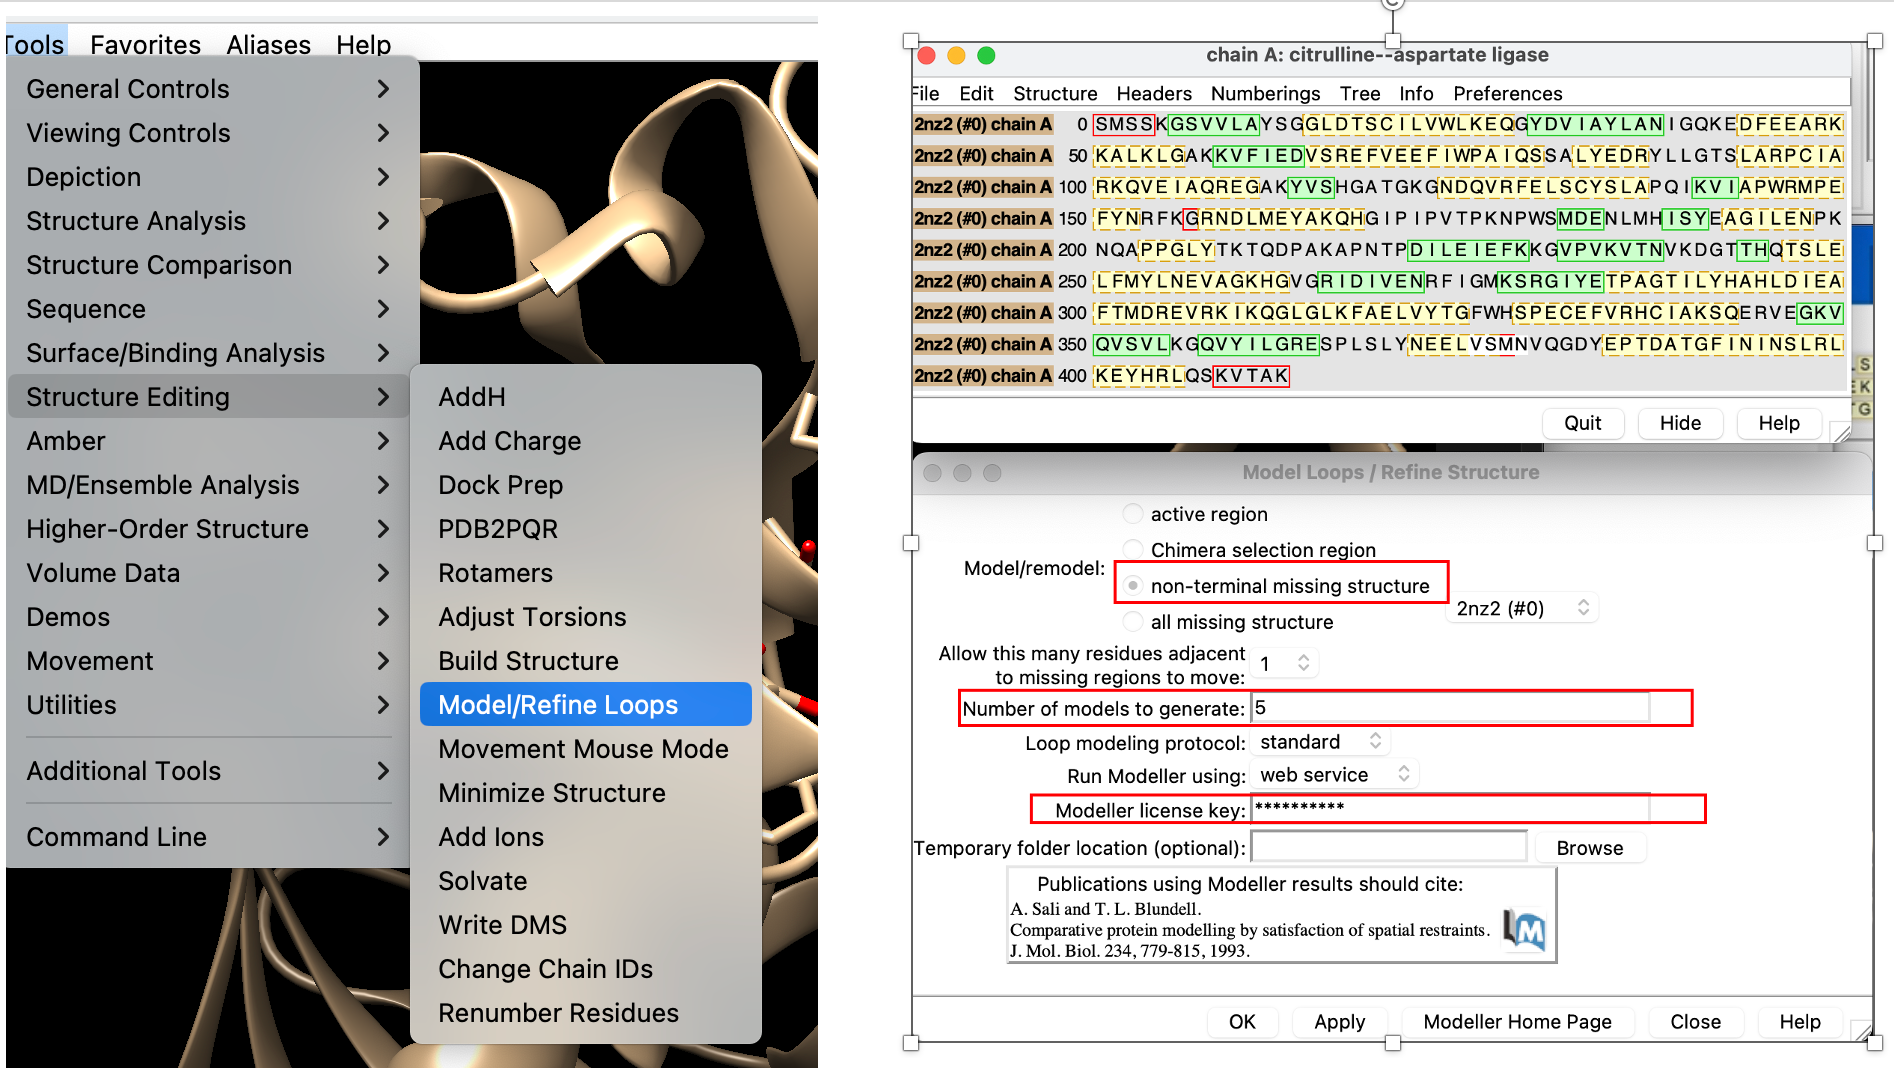 Tools Favorites Aliases Help
General Controls
Viewing Controls
Depiction
Structure Analysis
Structure Comparison
Sequence
Surface/Binding Analysis
Structure Editing
Amber
MD/Ensemble Analysis
Higher-Order Structure
Volume Data
Demos
Movement
Utilities
Additional Tools
Command Line
AddH
Add Charge
Dock Prep
PDB2PQR
Rotamers
Adjust Torsions
Build Structure
Model/Refine Loops
Movement Mouse Mode
Minimize Structure
Add Ions
Solvate
Write DMS
Change Chain IDs
Renumber Residues
chain A: citrulline--aspartate ligase
File Edit Structure Headers Numberings Tree Info Preferences
2nz2 (#0) chain A 0 SMSSKGSVVLAYSGGLDTSCILVWLKEQGYDVIAYLANIGQKEDFEEARK
2nz2 (#0) chain A 50 KALKLGAKKVFIEDVSREFVEEFIWPAIQSSALYEDRYLLGTSLARPCIA
2nz2 (#0) chain A 100 RKQVEIAQREGAKYVSHGATGKGNDQVRFELSCYSLAPQIKVIAPWRMPE
2nz2 (#0) chain A 150 FYNRFKGRNDLMEYAKQHGIPIPVTPKNPWSMDENLMHISYEAGILENPK
2nz2 (#0) chain A 200 NQAPPGLYTKTQDPAKAPNTPDILEIEFKKGVPVKVTNVKDGTTHQTSLE
2nz2 (#0) chain A 250 LFMYLNEVAGKHGVGRIDIVENRFIGMKSRGIYETPAGTILYHAHLDIEA
2nz2 (#0) chain A 300 FTMDREVRKIKQGLGLKFAELVYTGFWHSPECEFVRHCIAKSQERVEGKV
2nz2 (#0) chain A 350 QVSVLKGQVYILGRESPLSLYNEELVSMNVQGDYEPTDATGFININSLRL
2nz2 (#0) chain A 400 KEYHRLQSKVTAK
Quit Hide Help
Model Loops / Refine Structure
active region
Chimera selection region
Model/remodel:
non-terminal missing structure
2nz2 (#0)
all missing structure
Allow this many residues adjacent
to missing regions to move: 1
Number of models to generate: 5
Loop modeling protocol: standard
Run Modeller using: web service
Modeller license key: **********
Temporary folder location (optional): Browse
Publications using Modeller results should cite:
A. Sali and T. L. Blundell.
Comparative protein modelling by satisfaction of spatial restraints.
J. Mol. Biol. 234, 779-815, 1993.
M
OK Apply Modeller Home Page Close Help